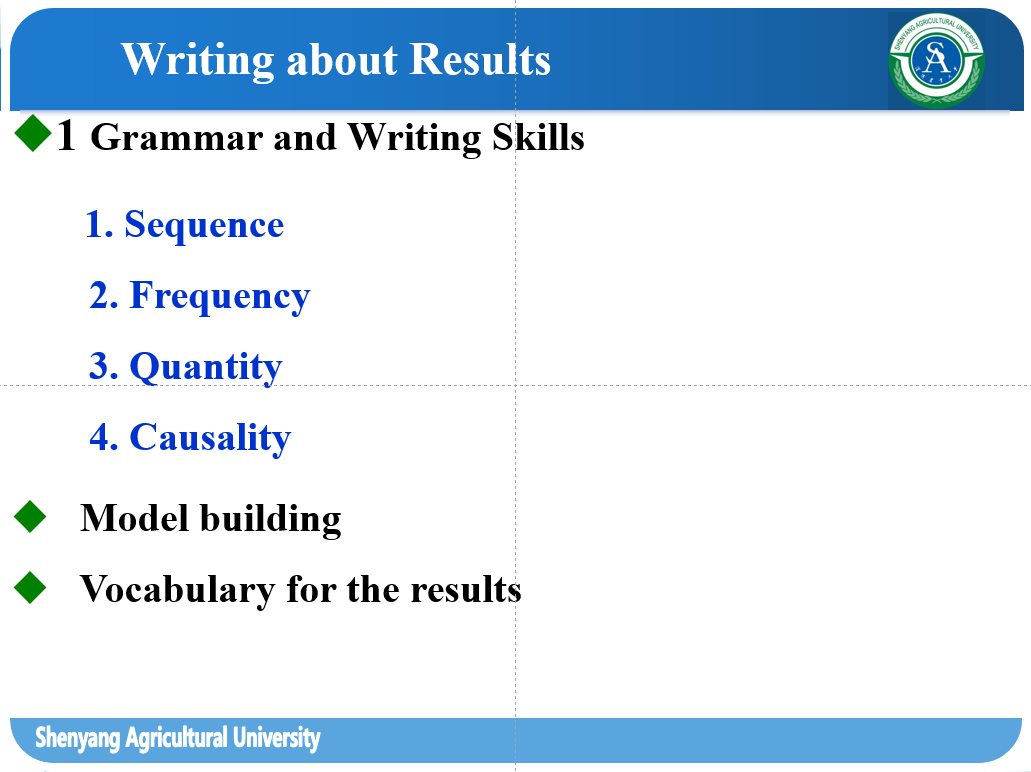 Writing about Results
SHENYANG AGRICULTURAL UNIVERSITY
1 Grammar and Writing Skills
1. Sequence
2. Frequency
3. Quantity
4. Causality
Model building
Vocabulary for the results
Shenyang Agricultural University